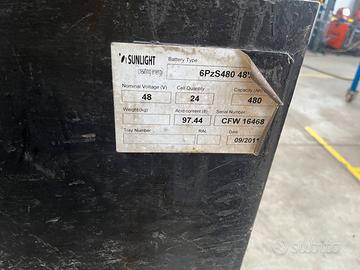 SUNLIGHT
Battery Type
6PzS480 48V
Nominal Voltage (V)
Cell Quantity
Capacity (Ah)
48
24
480
Weight(kg)
Acid content (lt)
Serial Number
97.44
CFW 16468
Tray Number
RAL
Date
09/201
subito